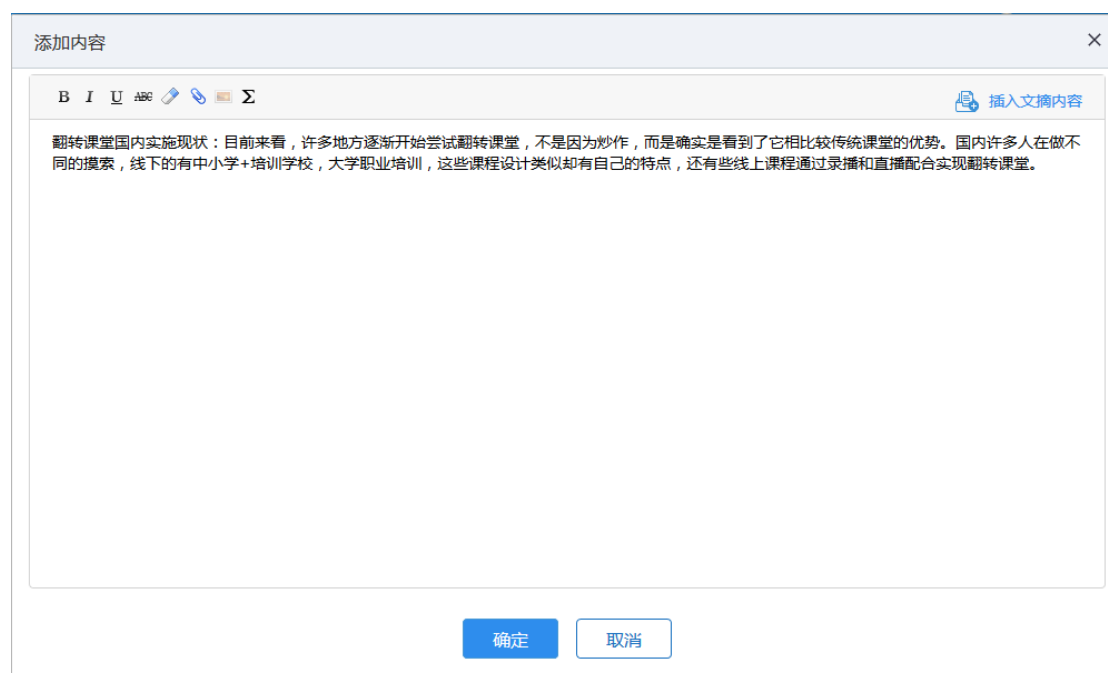 添加内容
B I U ABC Σ
插入文摘内容
翻转课堂国内实施现状：目前来看，许多地方逐渐开始尝试翻转课堂，不是因为炒作，而是确实是看到了它相比较传统课堂的优势。国内许多人在做不
同的摸索，线下的有中小学+培训学校，大学职业培训，这些课程设计类似却有自己的特点，还有些线上课程通过录播和直播配合实现翻转课堂。
确定
取消